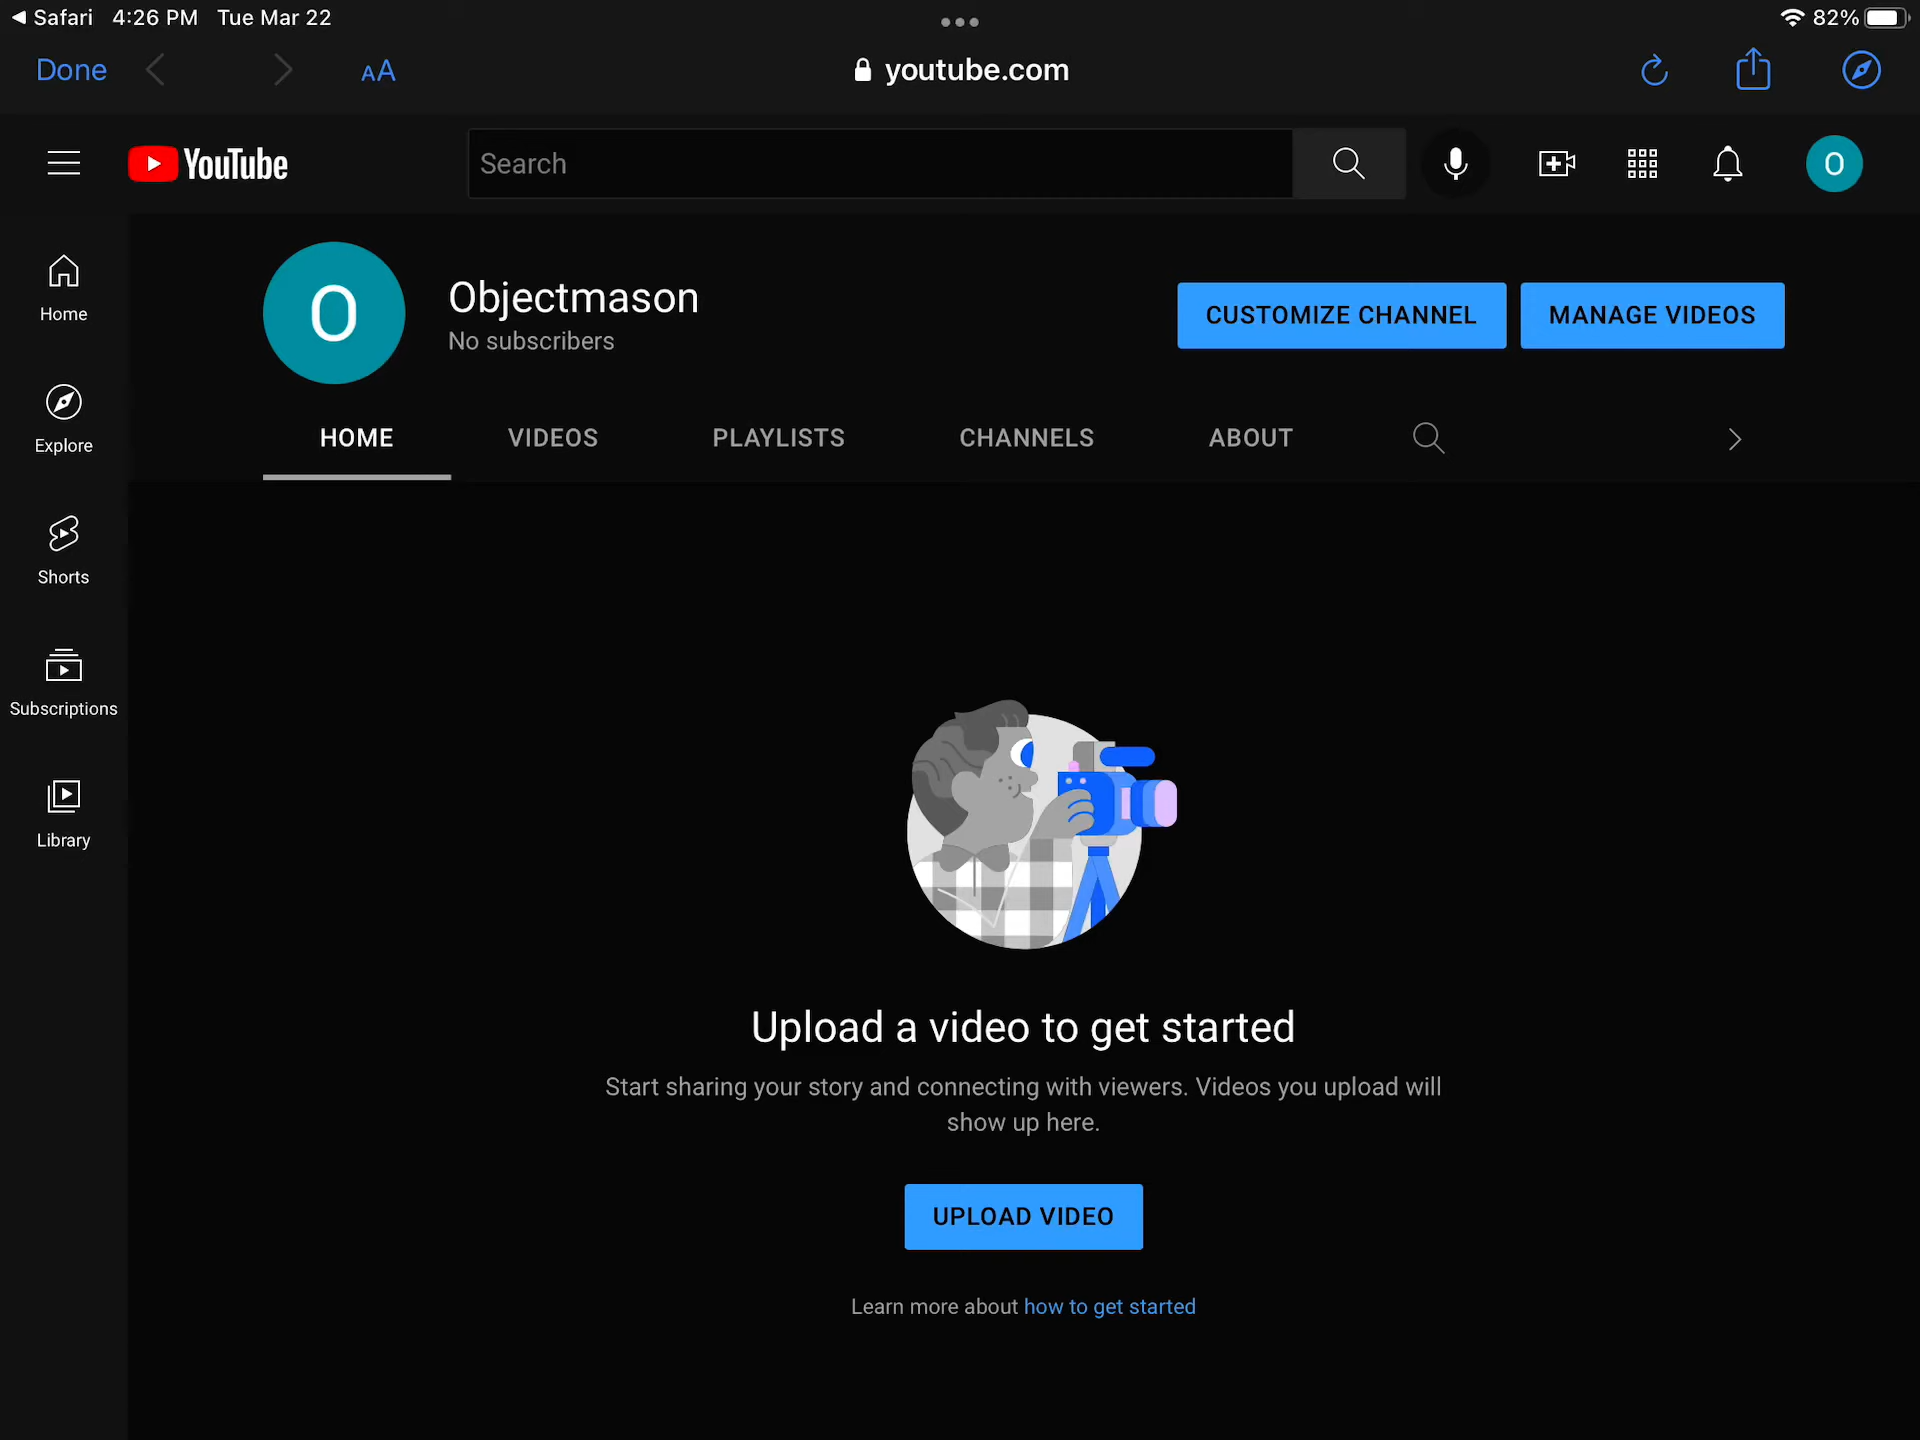 Safari 4:26 PM Tue Mar 22
82%
Done
AA
youtube.com
YouTube
Search
O
Home
Explore
Shorts
Subscriptions
Library
O
Objectmason
No subscribers
CUSTOMIZE CHANNEL
MANAGE VIDEOS
HOME
VIDEOS
PLAYLISTS
CHANNELS
ABOUT
Upload a video to get started
Start sharing your story and connecting with viewers. Videos you upload will
show up here.
UPLOAD VIDEO
Learn more about how to get started